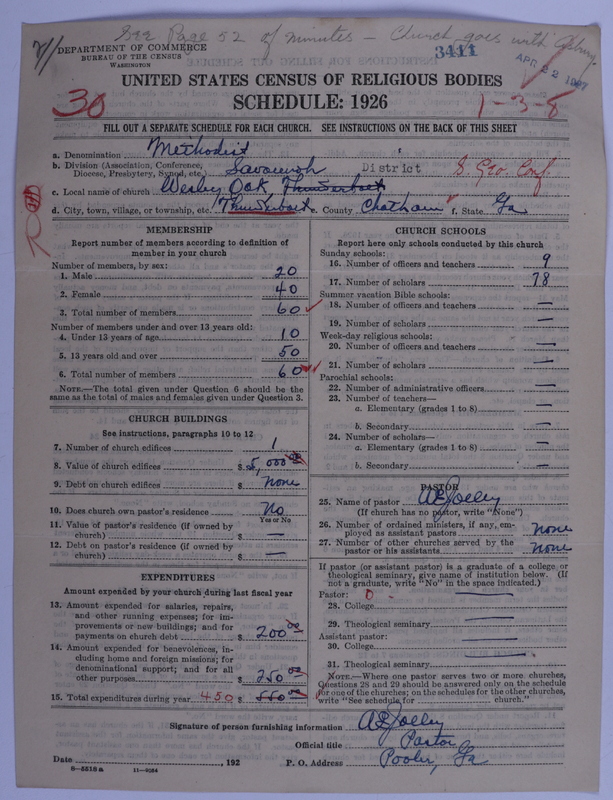 See Page 52 of minutes — Church goes with
3411
APR 22 1927
DEPARTMENT OF COMMERCE
BUREAU OF THE CENSUS
WASHINGTON
UNITED STATES CENSUS OF RELIGIOUS BODIES
SCHEDULE: 1926
30
1-3-8
FILL OUT A SEPARATE SCHEDULE FOR EACH CHURCH. SEE INSTRUCTIONS ON THE BACK OF THIS SHEET
a. Denomination Methodist
b. Division (Association, Conference, Diocese, Presbytery, Synod, etc.) Savannah District S. Geo. Conf.
c. Local name of church Wesley Oak, Thunderbolt
d. City, town, village, or township, etc. Thunderbolt e. County Chatham f. State Ga
MEMBERSHIP
Report number of members according to definition of
member in your church
Number of members, by sex:
1. Male 20
2. Female 40
3. Total number of members 60
Number of members under and over 13 years old:
4. Under 13 years of age 10
5. 13 years old and over 50
6. Total number of members 60
NOTE.—The total given under Question 6 should be the
same as the total of males and females given under Question 3.
CHURCH BUILDINGS
See instructions, paragraphs 10 to 12
7. Number of church edifices 1
8. Value of church edifices $ 5,000 00
9. Debt on church edifices $ None
10. Does church own pastor's residence? No
Yes or No
11. Value of pastor's residence (if owned by
church) $ —
12. Debt on pastor's residence (if owned by
church) $ —
EXPENDITURES
Amount expended by your church during last fiscal year
13. Amount expended for salaries, repairs,
and other running expenses; for im-
provements or new buildings; and for
payments on church debt $ 200 00
14. Amount expended for benevolences, in-
cluding home and foreign missions; for
denominational support; and for all
other purposes $ 250 00
15. Total expenditures during year 450 $ 550 00
CHURCH SCHOOLS
Report here only schools conducted by this church
Sunday schools:
16. Number of officers and teachers 9
17. Number of scholars 78
Summer vacation Bible schools:
18. Number of officers and teachers —
19. Number of scholars —
Week-day religious schools:
20. Number of officers and teachers —
21. Number of scholars —
Parochial schools:
22. Number of administrative officers —
23. Number of teachers—
a. Elementary (grades 1 to 8) —
b. Secondary —
24. Number of scholars—
a. Elementary (grades 1 to 8) —
b. Secondary —
PASTOR
25. Name of pastor A E Jolley
(If church has no pastor, write "None")
26. Number of ordained ministers, if any, em-
ployed as assistant pastors None
27. Number of other churches served by the
pastor or his assistants None
If pastor (or assistant pastor) is a graduate of a college or
theological seminary, give name of institution below. (If
not a graduate, write "No" in the space indicated.)
Pastor: 0
28. College —
29. Theological seminary —
Assistant pastor:
30. College —
31. Theological seminary —
NOTE.—Where one pastor serves two or more churches,
Questions 28 and 29 should be answered only on the schedule
for one of the churches; on the schedules for the other churches,
write "See schedule for church."
Signature of person furnishing information A E Jolley
Official title Pastor
Date , 192 P. O. Address Pooler, Ga
8-5518a 11-9064